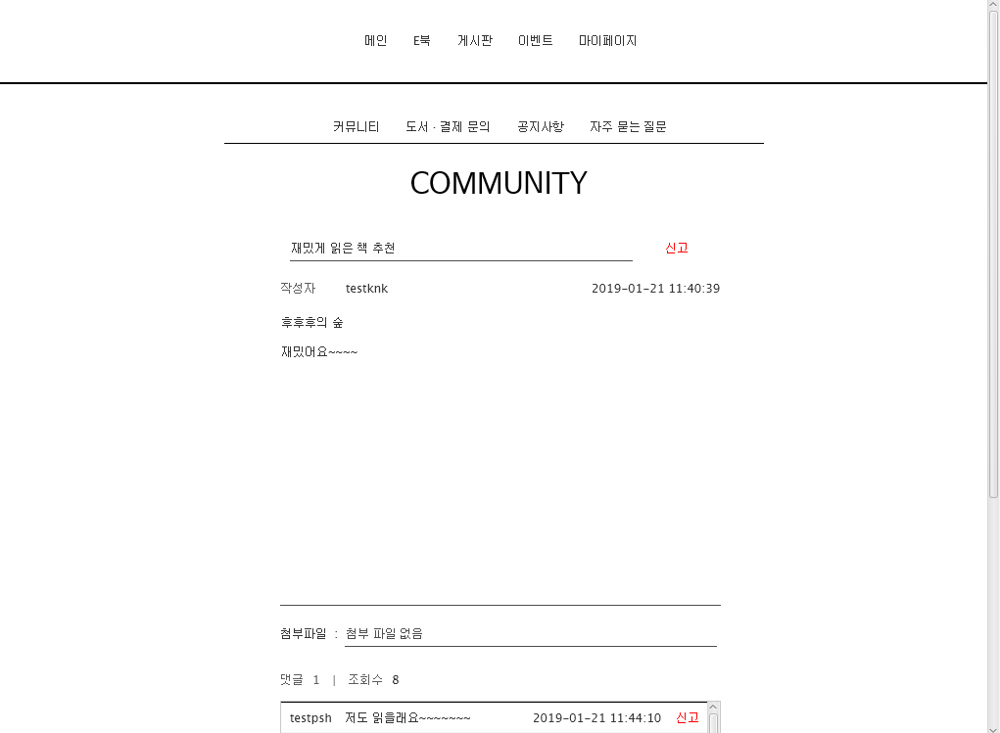 메인 E북 게시판 이벤트 마이페이지
커뮤니티 도서 · 결제 문의 공지사항 자주 묻는 질문
COMMUNITY
재밌게 읽은 책 추천 신고
작성자 testknk 2019-01-21 11:40:39
후후후의 숲
재밌어요~~~~
첨부파일 : 첨부 파일 없음
댓글 1 | 조회수 8
testpsh 저도 읽을래요~~~~~~~ 2019-01-21 11:44:10 신고